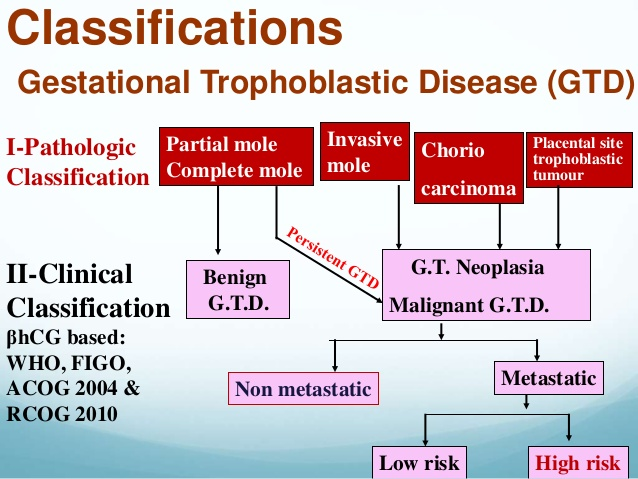 Classifications
Gestational Trophoblastic Disease (GTD)
I-Pathologic
Classification
Partial mole
Complete mole
Invasive
mole
Chorio
carcinoma
Placental site
trophoblastic
tumour
Persistent GTD
II-Clinical
Classification
βhCG based:
WHO, FIGO,
ACOG 2004 &
RCOG 2010
Benign
G.T.D.
G.T. Neoplasia
Malignant G.T.D.
Non metastatic
Metastatic
Low risk
High risk